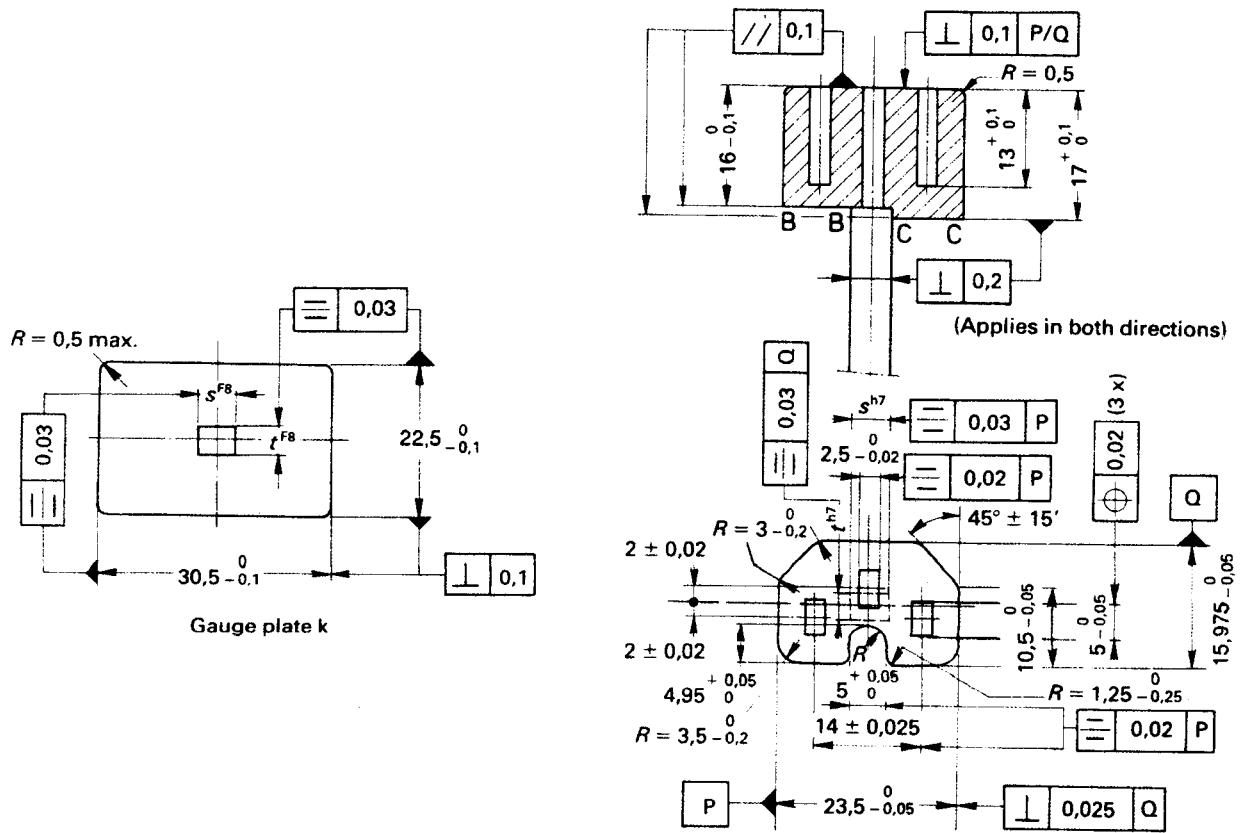 // 0,1
⊥ 0,1 P/Q
R = 0,5
16 0 −0,1
13 +0,1 0
17 +0,1 0
B B C C
⊥ 0,2
(Applies in both directions)
⌯ 0,03
R = 0,5 max.
sF8
tF8
⌯ 0,03
22,5 0 −0,1
30,5 0 −0,1
⊥ 0,1
Gauge plate k
⌯ 0,03 Q
sh7
⌯ 0,03 P
2,5 0 −0,02
⌯ 0,02 P
⌖ 0,02 (3 x)
Q
th7
45° ± 15′
R = 3 0 −0,2
2 ± 0,02
2 ± 0,02
10,5 0 −0,05
5 0 −0,05
15,975 0 −0,05
4,95 +0,05 0
R
5 +0,05 0
R = 1,25 0 −0,25
R = 3,5 0 −0,2
14 ± 0,025
⌯ 0,02 P
P
23,5 0 −0,05
⊥ 0,025 Q